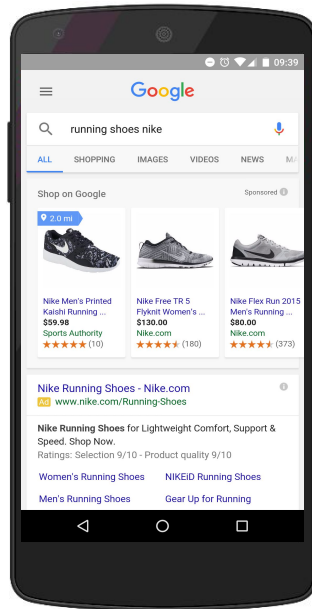 09:39
Google
running shoes nike
ALL SHOPPING IMAGES VIDEOS NEWS MA
Shop on Google Sponsored
2.0 mi
Nike Men's Printed
Kaishi Running ...
$59.98
Sports Authority
(10)
Nike Free TR 5
Flyknit Women's ...
$130.00
Nike.com
(180)
Nike Flex Run 2015
Men's Running ...
$80.00
Nike.com
(373)
Nike Running Shoes - Nike.com
Ad www.nike.com/Running-Shoes
Nike Running Shoes for Lightweight Comfort, Support &
Speed. Shop Now.
Ratings: Selection 9/10 - Product quality 9/10
Women's Running Shoes NIKEiD Running Shoes
Men's Running Shoes Gear Up for Running